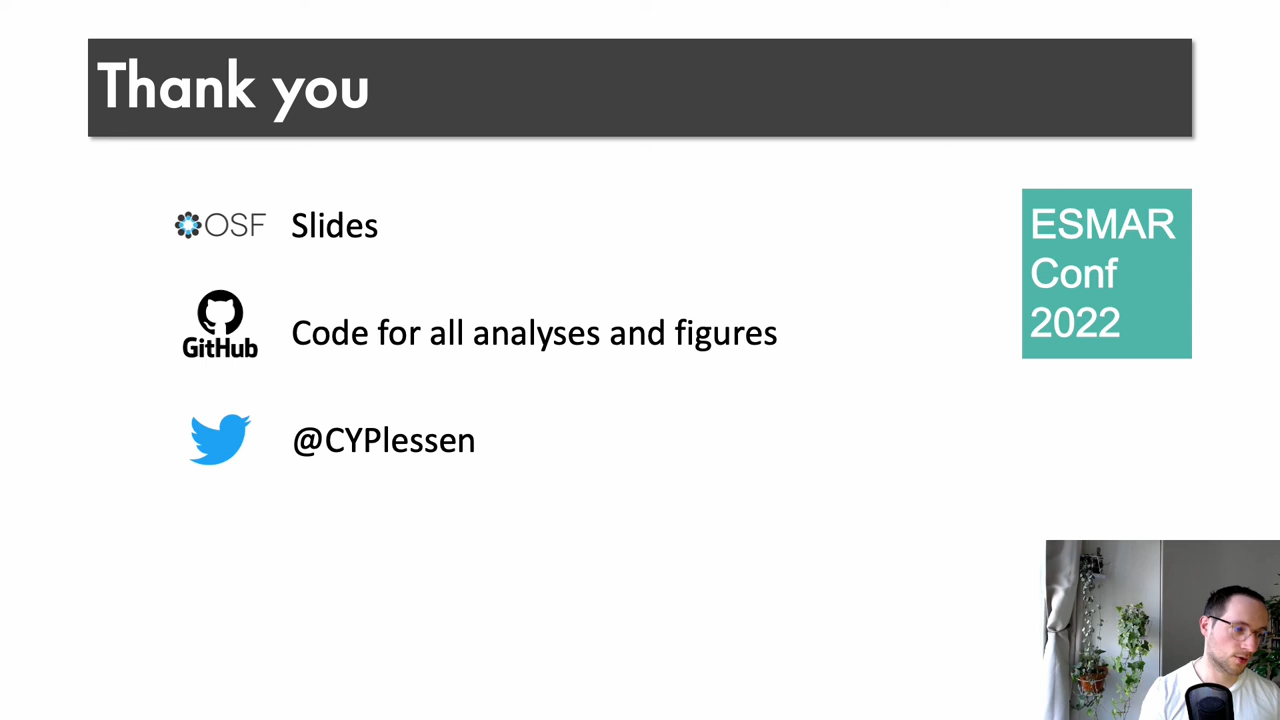 Thank you
OSF Slides
ESMAR
Conf
2022
GitHub Code for all analyses and figures
@CYPlessen